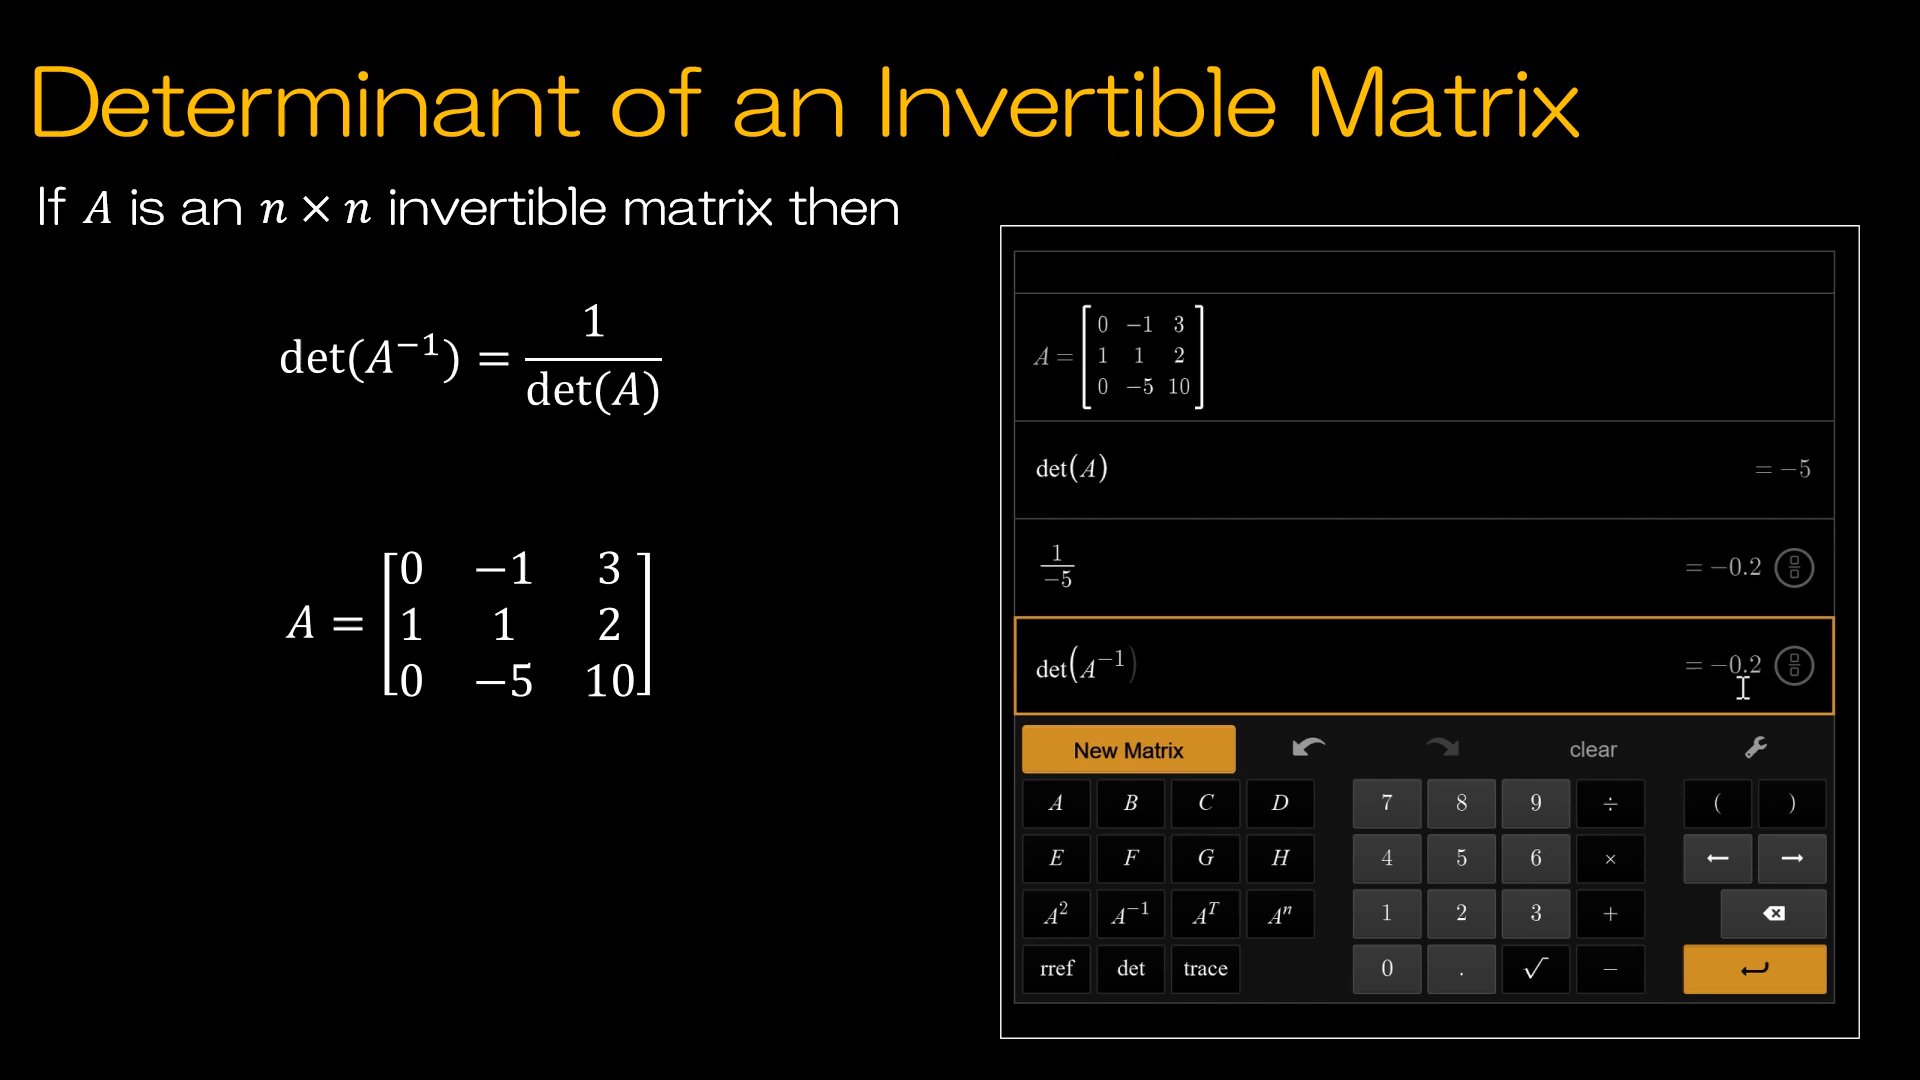 Determinant of an Invertible Matrix
If A is an n × n invertible matrix then
det(A⁻¹) = 1/det(A)
A = [0 −1 3
1 1 2
0 −5 10]
A = [0 −1 3
1 1 2
0 −5 10]
det(A) = −5
1/−5 = −0.2
det(A⁻¹) = −0.2
New Matrix clear
A B C D 7 8 9 ÷ ( )
E F G H 4 5 6 × ← →
A² A⁻¹ Aᵀ Aⁿ 1 2 3 +
rref det trace 0 . √ −